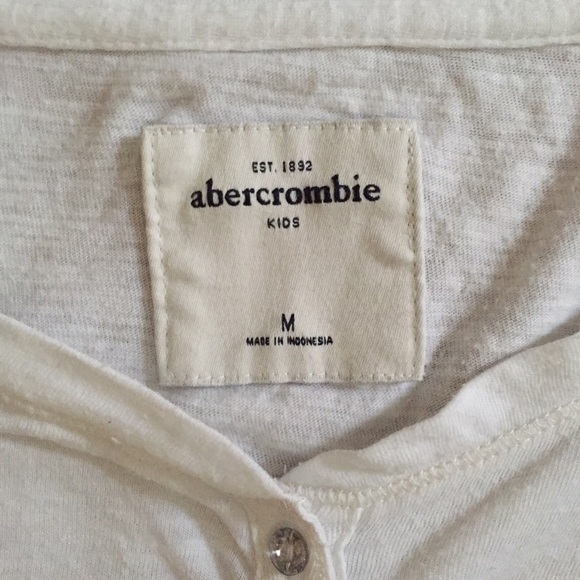 EST. 1892
abercrombie
KIDS
M
MADE IN INDONESIA